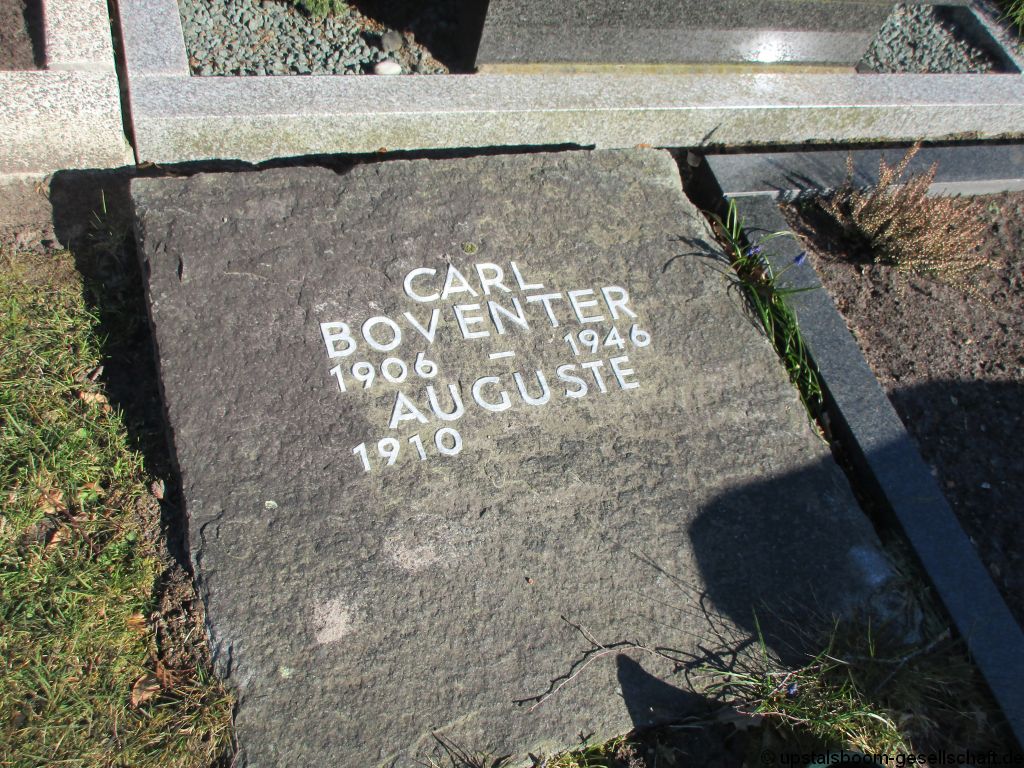 CARL
BOVENTER
1906 – 1946
AUGUSTE
1910
© upstalsboom-gesellschaft.de